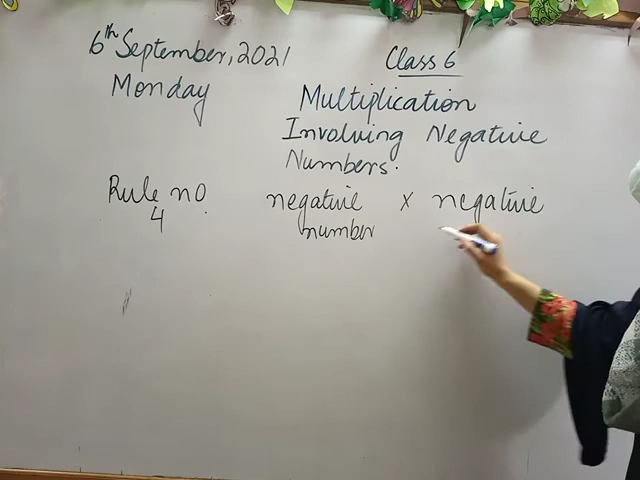 6th September, 2021
Monday
Class 6
Multiplication
Involving Negative
Numbers.
Rule no.
4
negative x negative
number